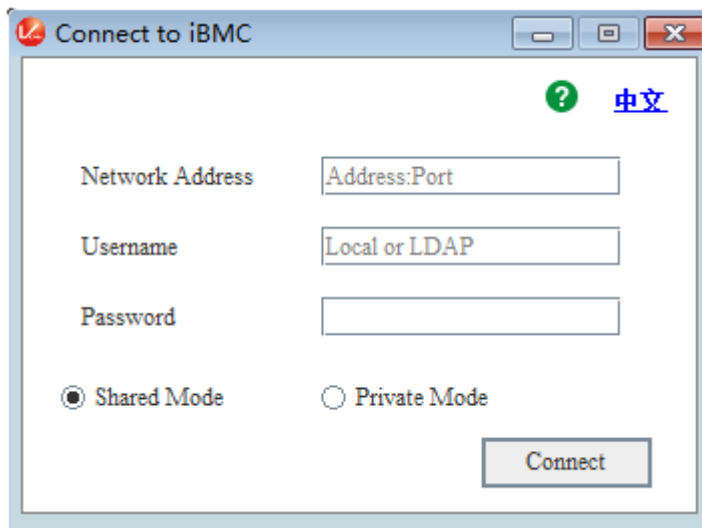 Connect to iBMC
?
中文
Network Address Address:Port
Username Local or LDAP
Password
Shared Mode Private Mode
Connect